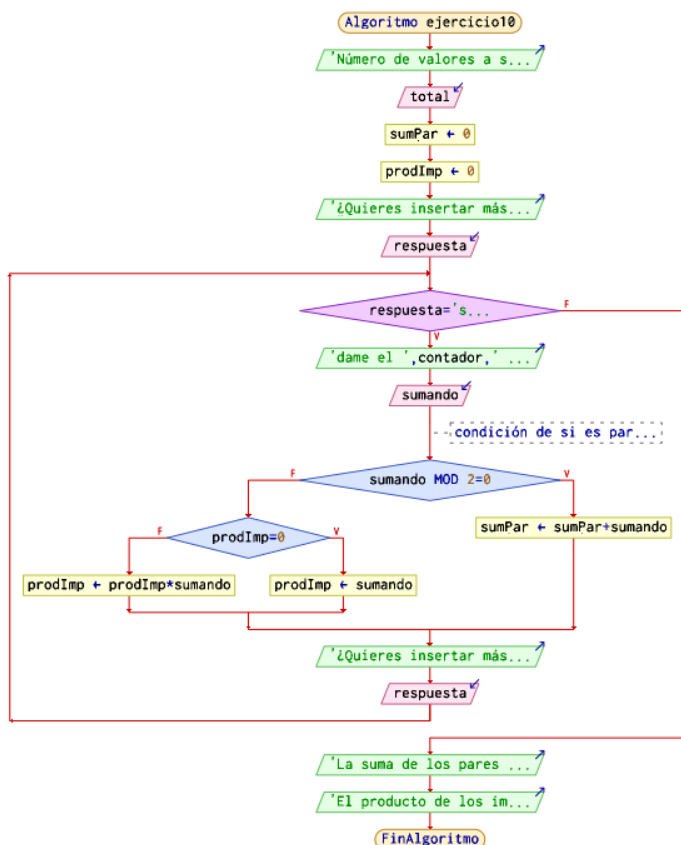 Algoritmo ejercicio10
'Número de valores a s...
total
sumPar ← 0
prodImp ← 0
'¿Quieres insertar más...
respuesta
respuesta='s...
F
V
'dame el ',contador,' ...
sumando
condición de si es par...
sumando MOD 2=0
F
V
prodImp=0
F
V
sumPar ← sumPar+sumando
prodImp ← prodImp*sumando
prodImp ← sumando
'¿Quieres insertar más...
respuesta
'La suma de los pares ...
'El producto de los im...
FinAlgoritmo